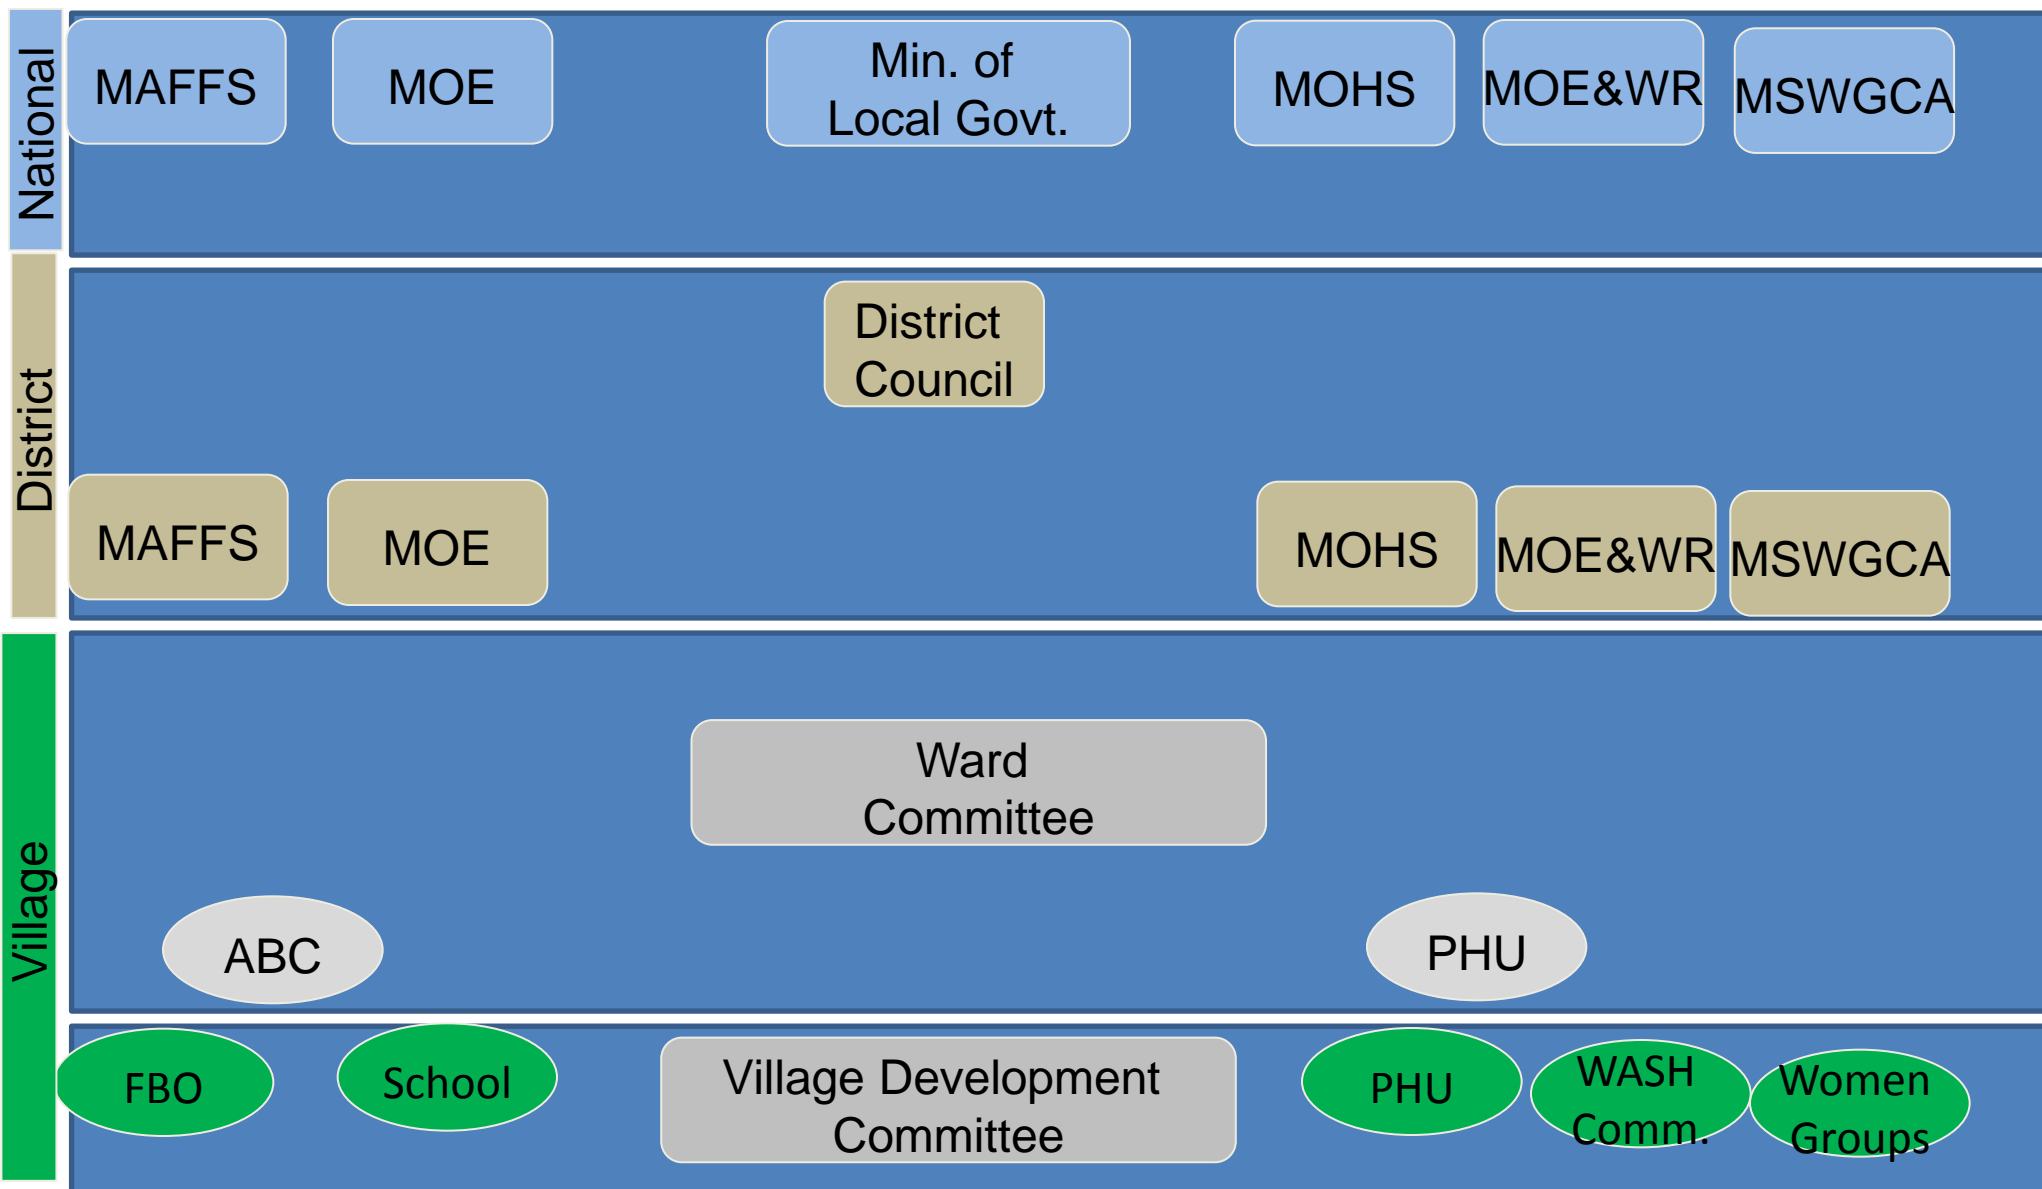 National
MAFFS
MOE
Min. of
Local Govt.
MOHS
MOE&WR
MSWGCA
District
District
Council
MAFFS
MOE
MOHS
MOE&WR
MSWGCA
Village
Ward
Committee
ABC
PHU
FBO
School
Village Development
Committee
PHU
WASH
Comm.
Women
Groups